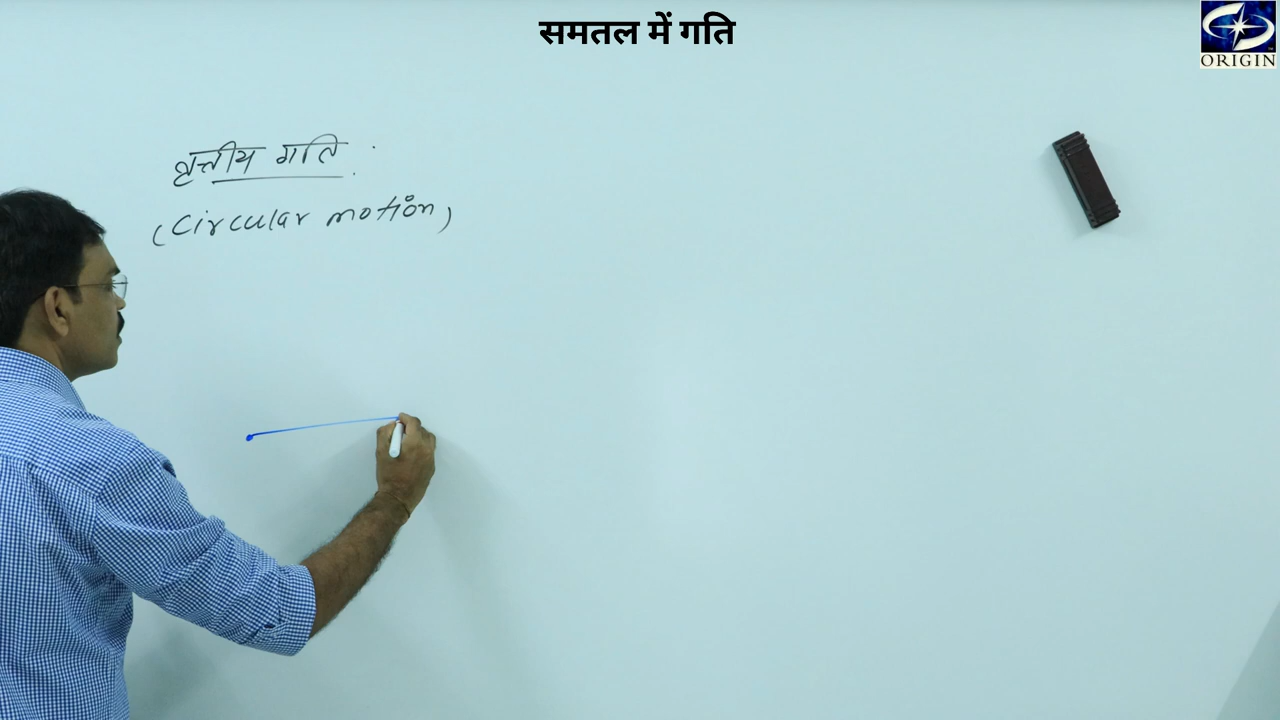 समतल में गति
ORIGIN
वृत्तीय गति
(Circular motion)